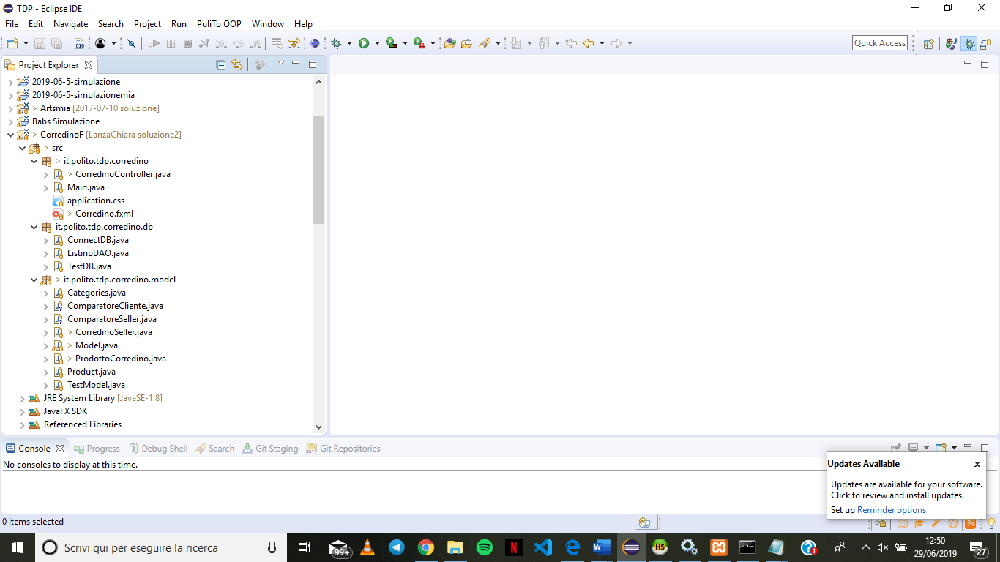 TDP - Eclipse IDE
File Edit Navigate Search Project Run PoliTo OOP Window Help
Quick Access
Project Explorer
2019-06-5-simulazione
2019-06-5-simulazionemia
> Artsmia [2017-07-10 soluzione]
Babs Simulazione
> CorredinoF [LanzaChiara soluzione2]
> src
> it.polito.tdp.corredino
> CorredinoController.java
Main.java
application.css
> Corredino.fxml
it.polito.tdp.corredino.db
ConnectDB.java
ListinoDAO.java
TestDB.java
> it.polito.tdp.corredino.model
Categories.java
ComparatoreCliente.java
ComparatoreSeller.java
> CorredinoSeller.java
> Model.java
> ProdottoCorredino.java
Product.java
TestModel.java
JRE System Library [JavaSE-1.8]
JavaFX SDK
Referenced Libraries
Console Progress Debug Shell Search Git Staging Git Repositories
No consoles to display at this time.
Updates Available
Updates are available for your software.
Click to review and install updates.
Set up Reminder options
0 items selected
Scrivi qui per eseguire la ricerca
99+
HS
12:50
29/06/2019
27